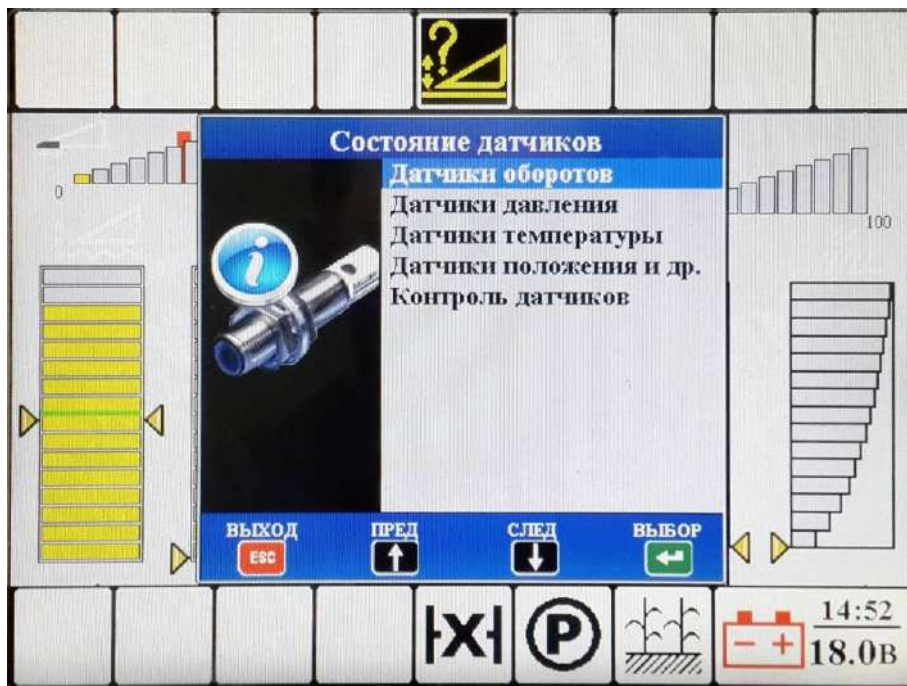 ?
Состояние датчиков
Датчики оборотов
Датчики давления
Датчики температуры
Датчики положения и др.
Контроль датчиков
0
100
ВЫХОД
ПРЕД
СЛЕД
ВЫБОР
ESC
X
P
14:52
18.0В